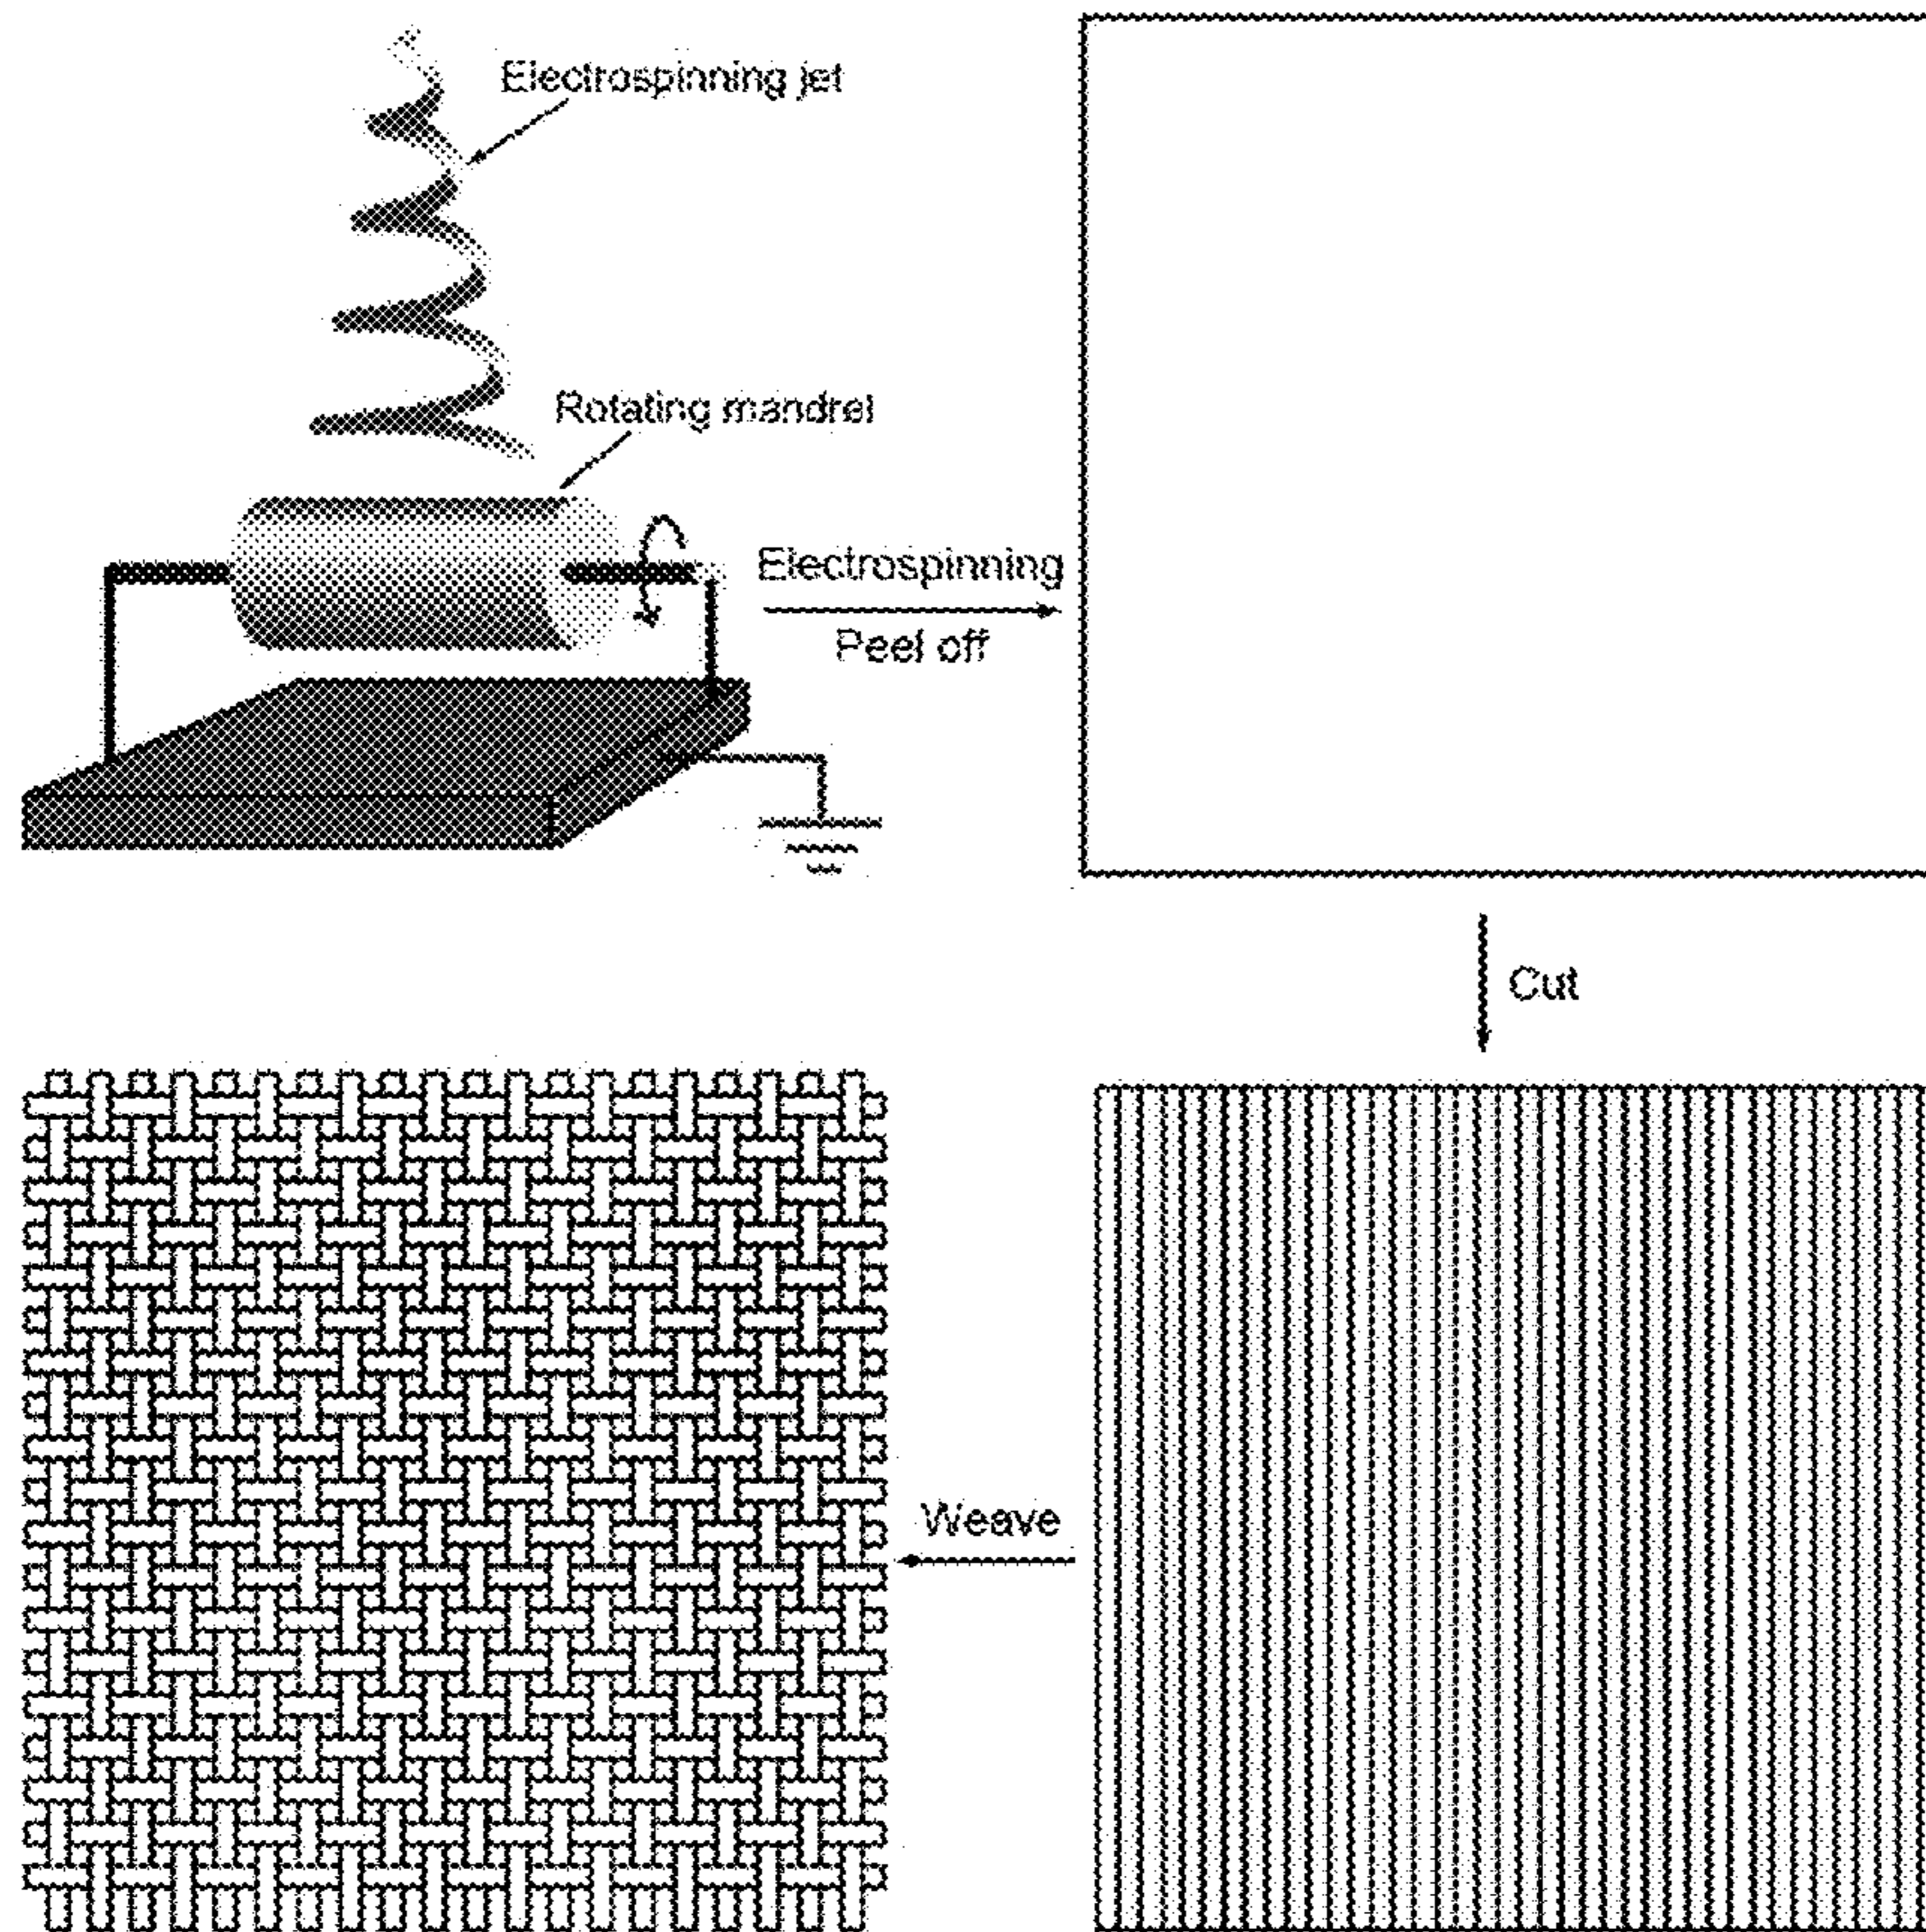 Electrospinning jet
Rotating mandrel
Electrospinning
Peel off
Cut
Weave